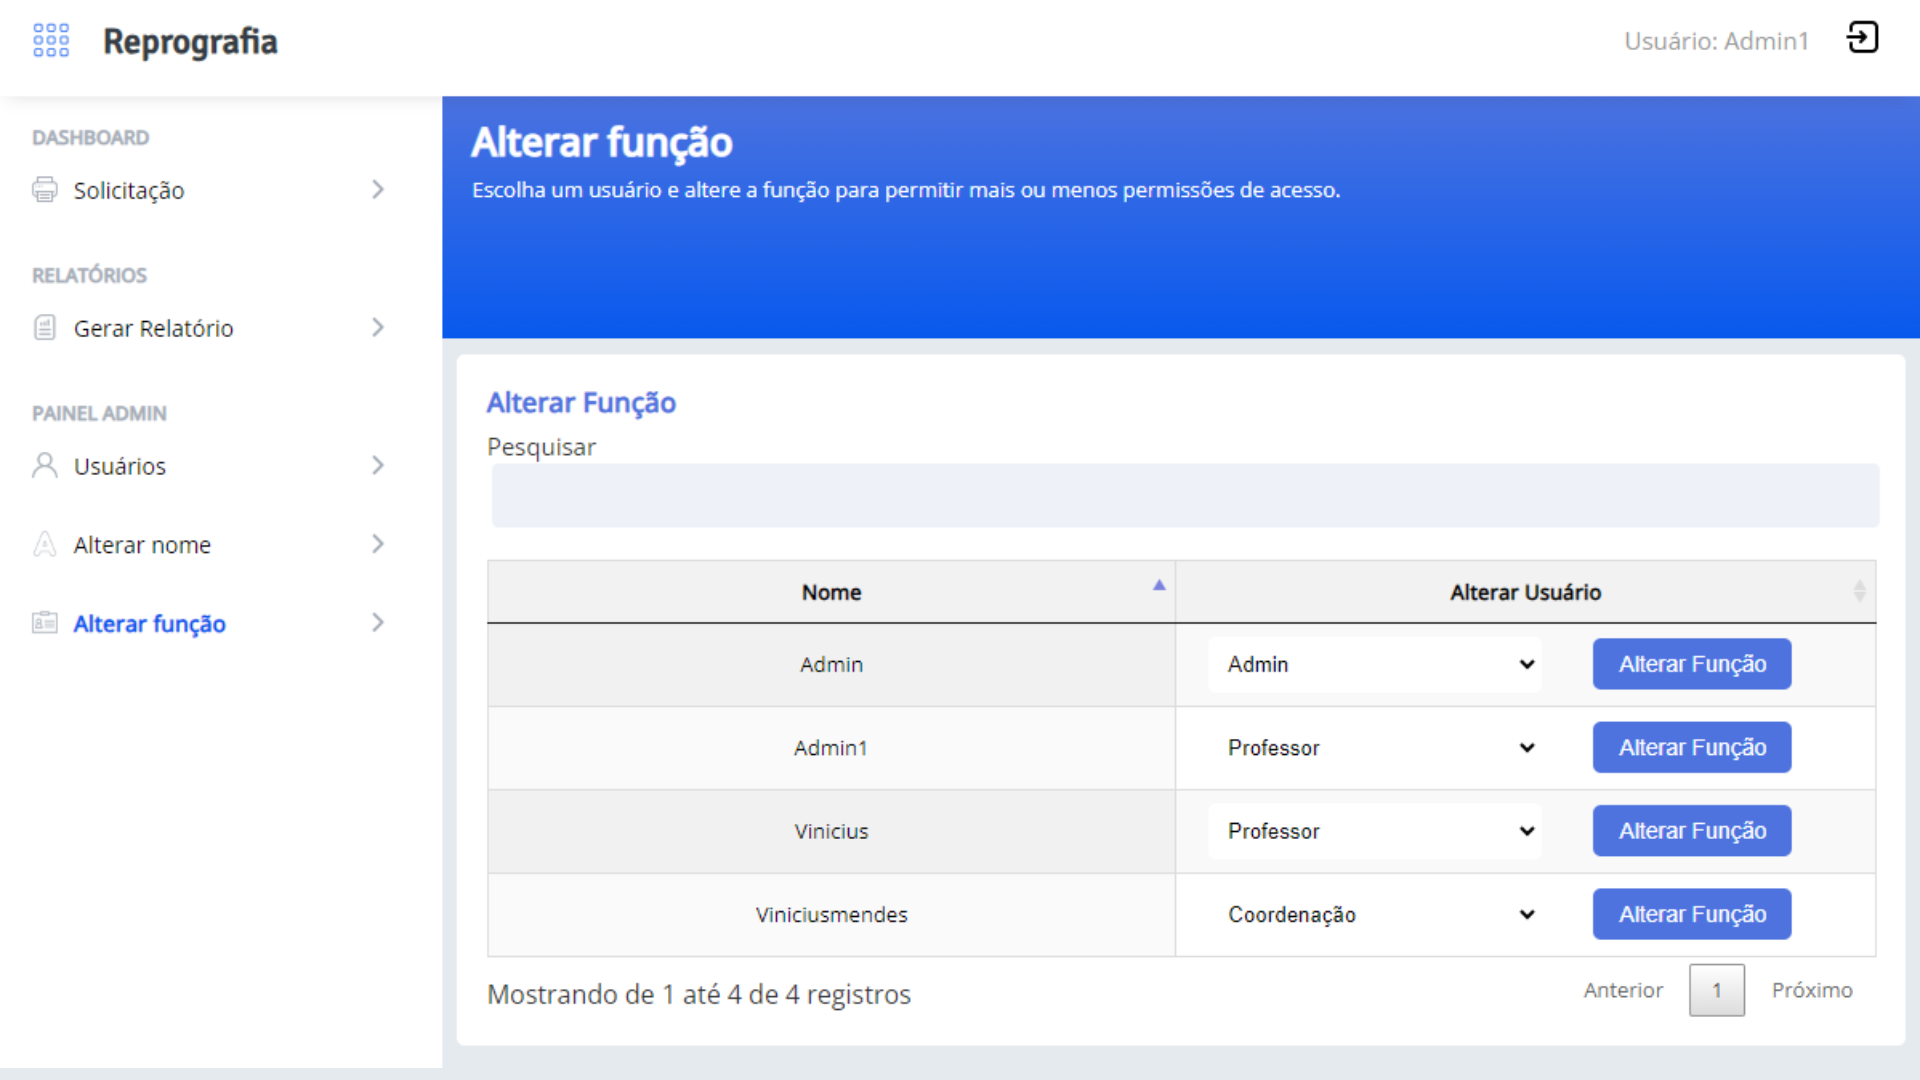 Reprografia
Usuário: Admin1
DASHBOARD
Solicitação
RELATÓRIOS
Gerar Relatório
PAINEL ADMIN
Usuários
Alterar nome
Alterar função
Alterar função
Escolha um usuário e altere a função para permitir mais ou menos permissões de acesso.
Alterar Função
Pesquisar
Nome Alterar Usuário
Admin Admin Alterar Função
Admin1 Professor Alterar Função
Vinicius Professor Alterar Função
Viniciusmendes Coordenação Alterar Função
Mostrando de 1 até 4 de 4 registros
Anterior 1 Próximo